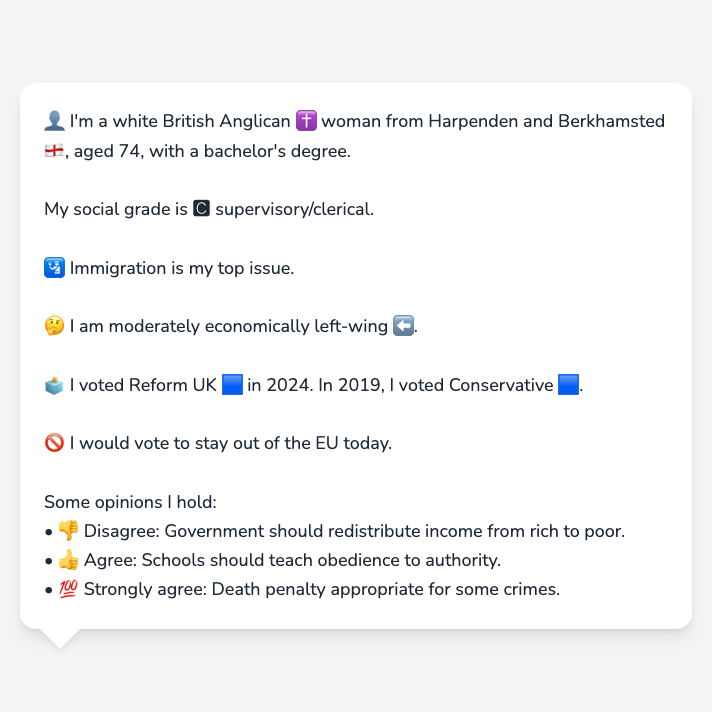 👤 I'm a white British Anglican ✝️ woman from Harpenden and Berkhamsted
🏴󠁧󠁢󠁥󠁮󠁧󠁿, aged 74, with a bachelor's degree.
My social grade is 🅲 supervisory/clerical.
🛂 Immigration is my top issue.
🤔 I am moderately economically left-wing ⬅️.
🗳️ I voted Reform UK 🟦 in 2024. In 2019, I voted Conservative 🟦.
🚫 I would vote to stay out of the EU today.
Some opinions I hold:
• 👎 Disagree: Government should redistribute income from rich to poor.
• 👍 Agree: Schools should teach obedience to authority.
• 💯 Strongly agree: Death penalty appropriate for some crimes.